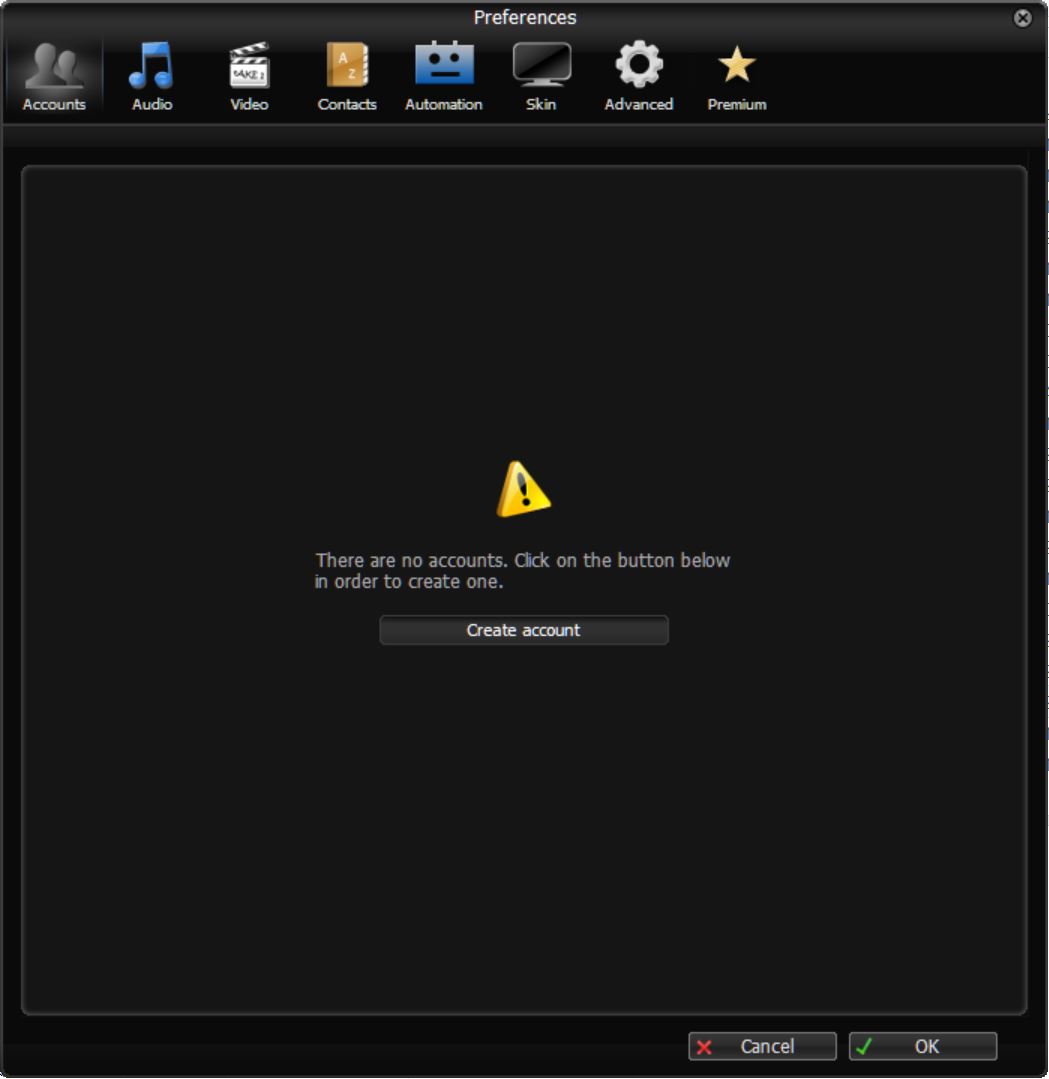 Preferences
Accounts Audio Video Contacts Automation Skin Advanced Premium
There are no accounts. Click on the button below
in order to create one.
Create account
Cancel OK